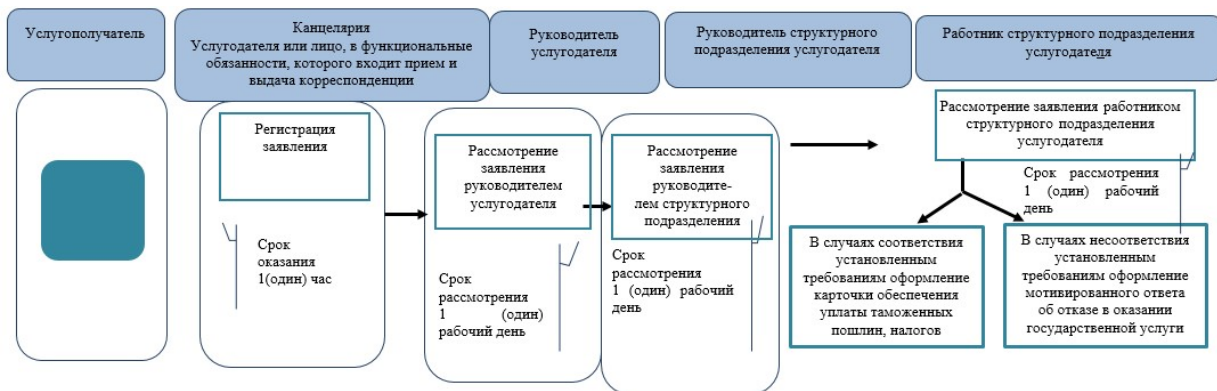 Услугополучатель
Канцелярия
Услугодателя или лицо, в функциональные
обязанности, которого входит прием и
выдача корреспонденции
Руководитель
услугодателя
Руководитель структурного
подразделения услугодателя
Работник структурного подразделения
услугодателя
Регистрация
заявления
Срок
оказания
1(один) час
Рассмотрение
заявления
руководителем
услугодателя
Срок
рассмотрения
1 (один)
рабочий день
Рассмотрение
заявления
руководите-
лем структурного
подразделения
Срок
рассмотрения
1 (один) рабочий
день
Рассмотрение заявления работником
структурного подразделения
услугодателя
Срок рассмотрения
1 (один) рабочий
день
В случаях соответствия
установленным
требованиям оформление
карточки обеспечения
уплаты таможенных
пошлин, налогов
В случаях несоответствия
установленным
требованиям оформление
мотивированного ответа
об отказе в оказании
государственной услуги